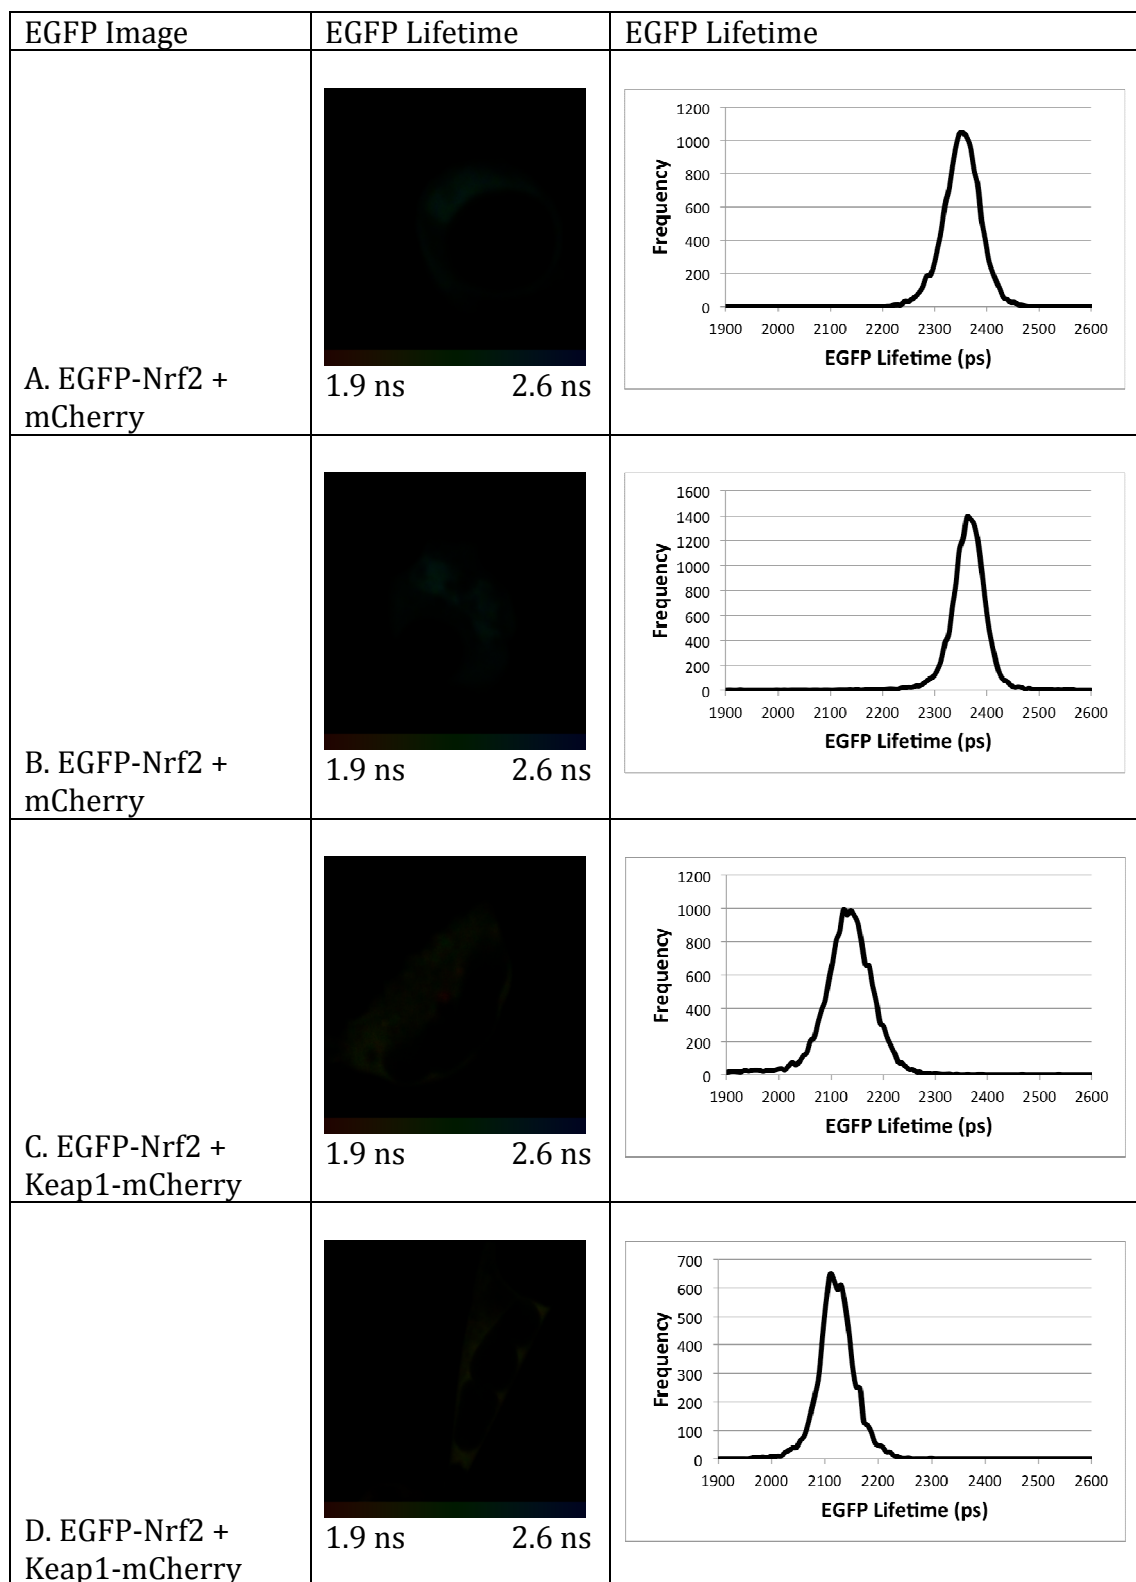 EGFP Image
EGFP Lifetime
EGFP Lifetime
A. EGFP-Nrf2 +
mCherry
1.9 ns 2.6 ns
1200
1000
800
600
400
200
0
Frequency
1900 2000 2100 2200 2300 2400 2500 2600
EGFP Lifetime (ps)
B. EGFP-Nrf2 +
mCherry
1.9 ns 2.6 ns
1600
1400
1200
1000
800
600
400
200
0
Frequency
1900 2000 2100 2200 2300 2400 2500 2600
EGFP Lifetime (ps)
C. EGFP-Nrf2 +
Keap1-mCherry
1.9 ns 2.6 ns
1200
1000
800
600
400
200
0
Frequency
1900 2000 2100 2200 2300 2400 2500 2600
EGFP Lifetime (ps)
D. EGFP-Nrf2 +
Keap1-mCherry
1.9 ns 2.6 ns
700
600
500
400
300
200
100
0
Frequency
1900 2000 2100 2200 2300 2400 2500 2600
EGFP Lifetime (ps)